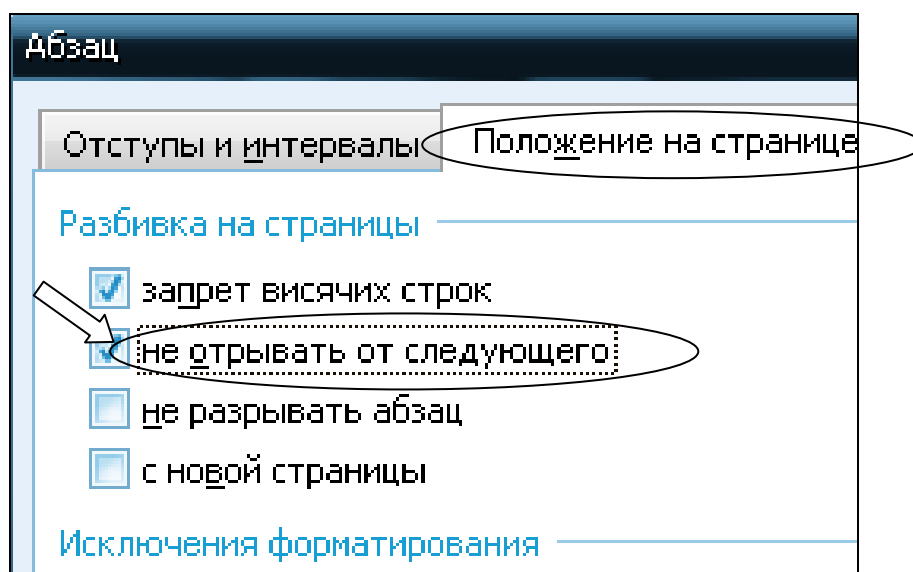 Абзац
Отступы и интервалы Положение на странице
Разбивка на страницы
запрет висячих строк
не отрывать от следующего
не разрывать абзац
с новой страницы
Исключения форматирования